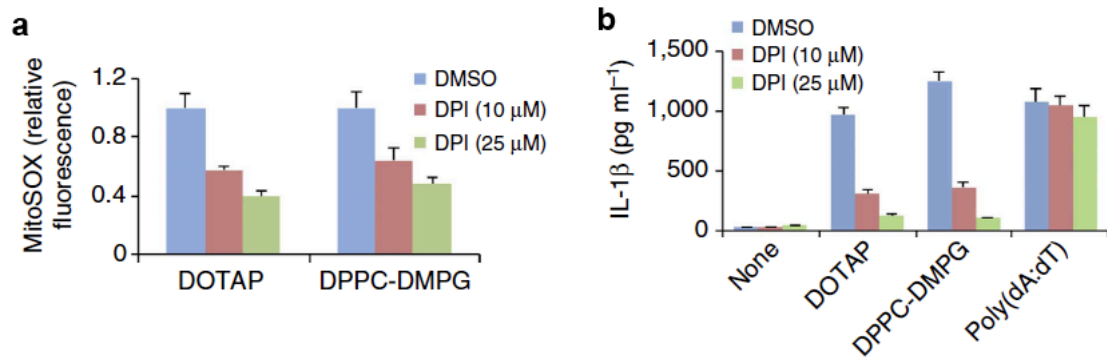 a
MitoSOX (relative
fluorescence)
1.2
0.8
0.4
0
DMSO
DPI (10 μM)
DPI (25 μM)
DOTAP
DPPC-DMPG
b
DMSO
DPI (10 μM)
DPI (25 μM)
IL-1β (pg ml⁻¹)
1,500
1,000
500
0
None
DOTAP
DPPC-DMPG
Poly(dA:dT)